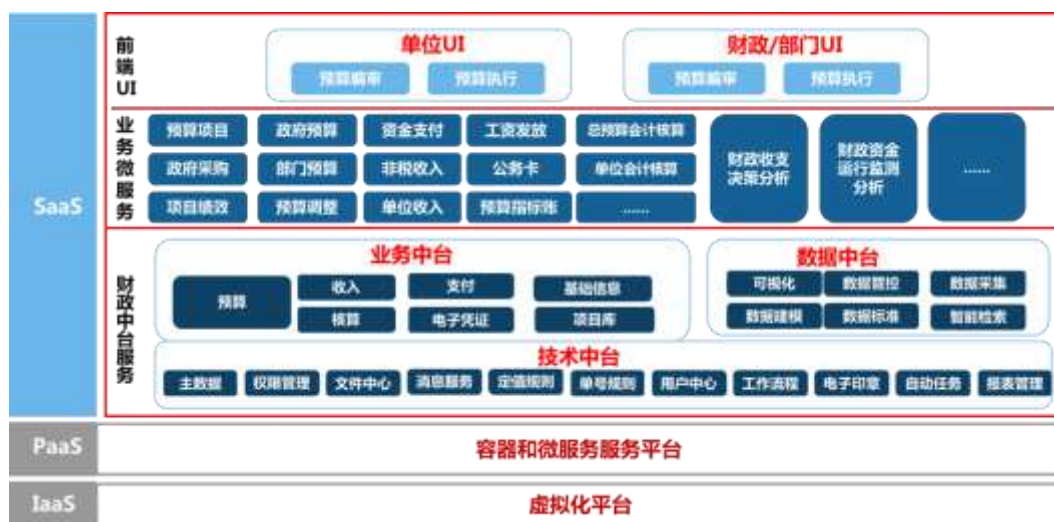 SaaS
前端UI
单位UI
预算编审
预算执行
财政/部门UI
预算编审
预算执行
业务微服务
预算项目
政府预算
资金支付
工资发放
总预算会计核算
政府采购
部门预算
非税收入
公务卡
单位会计核算
项目绩效
预算调整
单位收入
预算指标账
……
财政收支决策分析
财政资金运行监测分析
……
财政中台服务
业务中台
预算
收入
支付
基础信息
核算
电子凭证
项目库
数据中台
可视化
数据管控
数据采集
数据建模
数据标准
智能检索
技术中台
主数据
权限管理
文件中心
消息服务
定值规则
单号规则
用户中心
工作流程
电子印章
自动任务
报表管理
PaaS
容器和微服务服务平台
IaaS
虚拟化平台